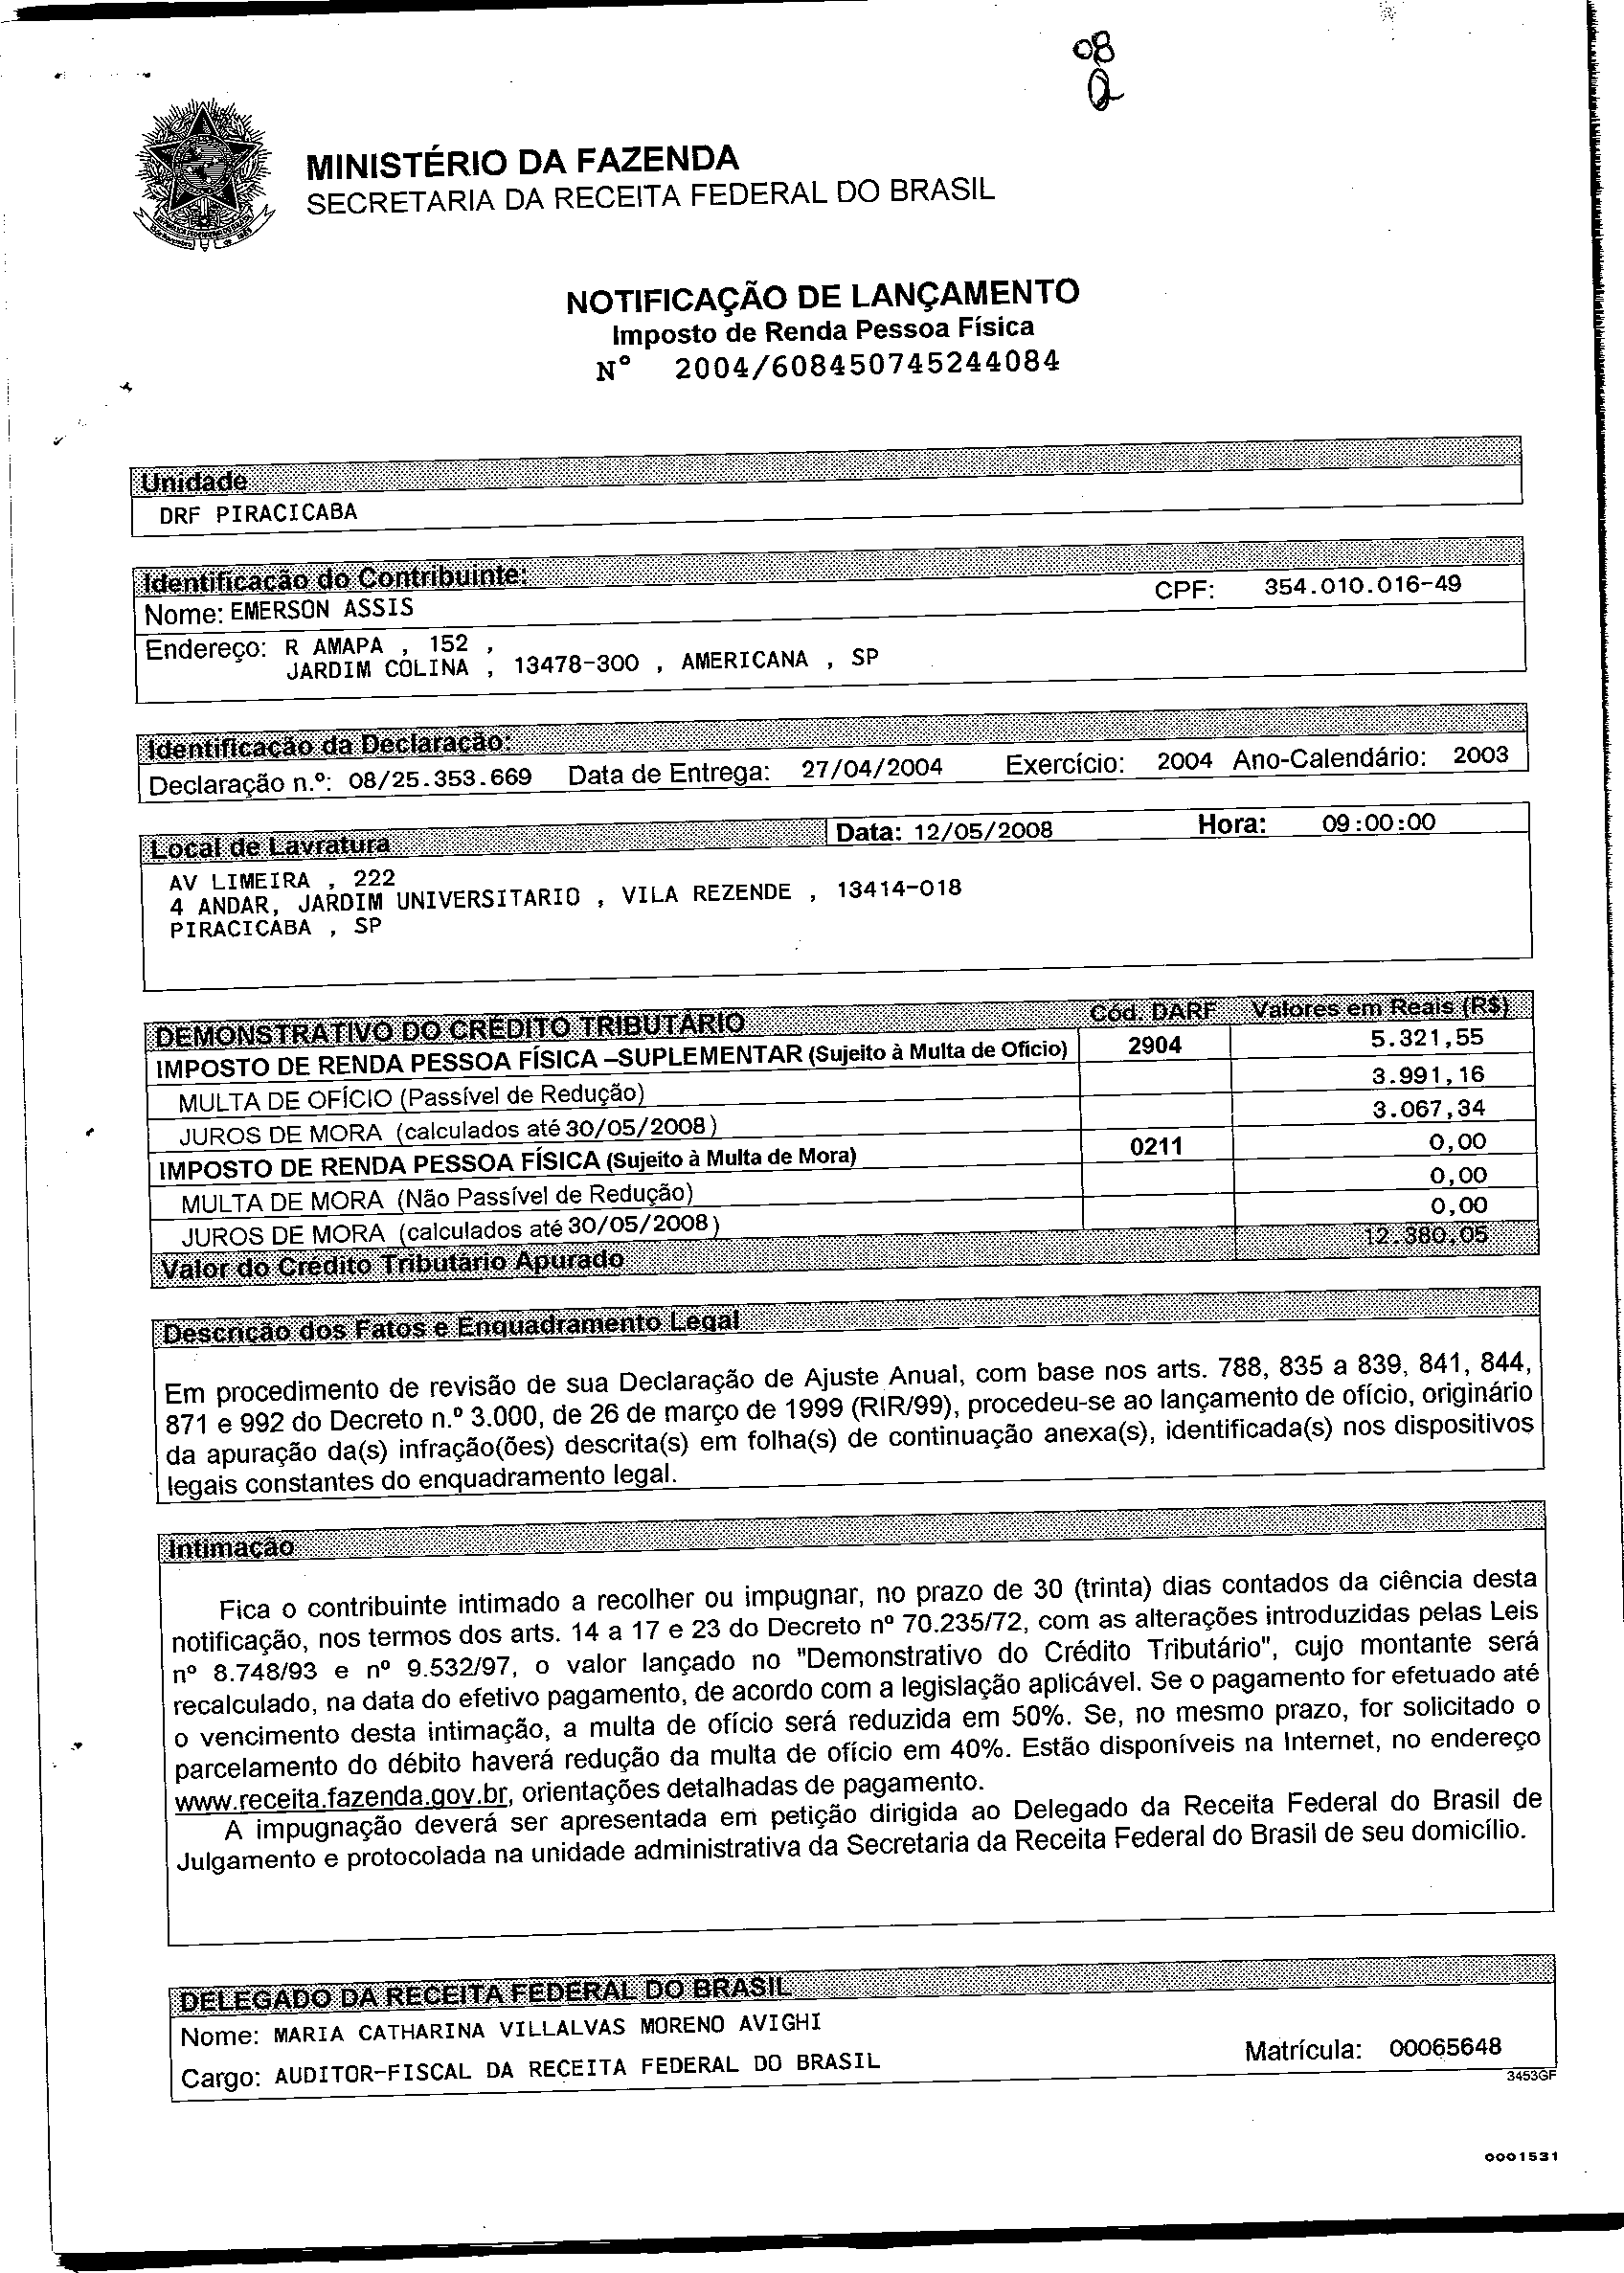 08
MINISTÉRIO DA FAZENDA
SECRETARIA DA RECEITA FEDERAL DO BRASIL
NOTIFICAÇÃO DE LANÇAMENTO
Imposto de Renda Pessoa Física
Nº 2004/608450745244084
Unidade
DRF PIRACICABA
Identificação do Contribuinte:
Nome: EMERSON ASSIS CPF: 354.010.016-49
Endereço: R AMAPA , 152 ,
JARDIM COLINA , 13478-300 , AMERICANA , SP
Identificação da Declaração:
Declaração n.º: 08/25.353.669 Data de Entrega: 27/04/2004 Exercício: 2004 Ano-Calendário: 2003
Local de Lavratura Data: 12/05/2008 Hora: 09:00:00
AV LIMEIRA , 222
4 ANDAR, JARDIM UNIVERSITARIO , VILA REZENDE , 13414-018
PIRACICABA , SP
DEMONSTRATIVO DO CRÉDITO TRIBUTÁRIO Cód. DARF Valores em Reais (R$)
IMPOSTO DE RENDA PESSOA FÍSICA –SUPLEMENTAR (Sujeito à Multa de Ofício) 2904 5.321,55
MULTA DE OFÍCIO (Passível de Redução) 3.991,16
JUROS DE MORA (calculados até 30/05/2008) 3.067,34
IMPOSTO DE RENDA PESSOA FÍSICA (Sujeito à Multa de Mora) 0211 0,00
MULTA DE MORA (Não Passível de Redução) 0,00
JUROS DE MORA (calculados até 30/05/2008) 0,00
Valor do Crédito Tributário Apurado 12.380,05
Descrição dos Fatos e Enquadramento Legal
Em procedimento de revisão de sua Declaração de Ajuste Anual, com base nos arts. 788, 835 a 839, 841, 844,
871 e 992 do Decreto n.º 3.000, de 26 de março de 1999 (RIR/99), procedeu-se ao lançamento de ofício, originário
da apuração da(s) infração(ões) descrita(s) em folha(s) de continuação anexa(s), identificada(s) nos dispositivos
legais constantes do enquadramento legal.
Intimação
Fica o contribuinte intimado a recolher ou impugnar, no prazo de 30 (trinta) dias contados da ciência desta
notificação, nos termos dos arts. 14 a 17 e 23 do Decreto nº 70.235/72, com as alterações introduzidas pelas Leis
nº 8.748/93 e nº 9.532/97, o valor lançado no "Demonstrativo do Crédito Tributário", cujo montante será
recalculado, na data do efetivo pagamento, de acordo com a legislação aplicável. Se o pagamento for efetuado até
o vencimento desta intimação, a multa de ofício será reduzida em 50%. Se, no mesmo prazo, for solicitado o
parcelamento do débito haverá redução da multa de ofício em 40%. Estão disponíveis na Internet, no endereço
www.receita.fazenda.gov.br, orientações detalhadas de pagamento.
A impugnação deverá ser apresentada em petição dirigida ao Delegado da Receita Federal do Brasil de
Julgamento e protocolada na unidade administrativa da Secretaria da Receita Federal do Brasil de seu domicílio.
DELEGADO DA RECEITA FEDERAL DO BRASIL
Nome: MARIA CATHARINA VILLALVAS MORENO AVIGHI
Cargo: AUDITOR-FISCAL DA RECEITA FEDERAL DO BRASIL Matrícula: 00065648
3453GF
0001531